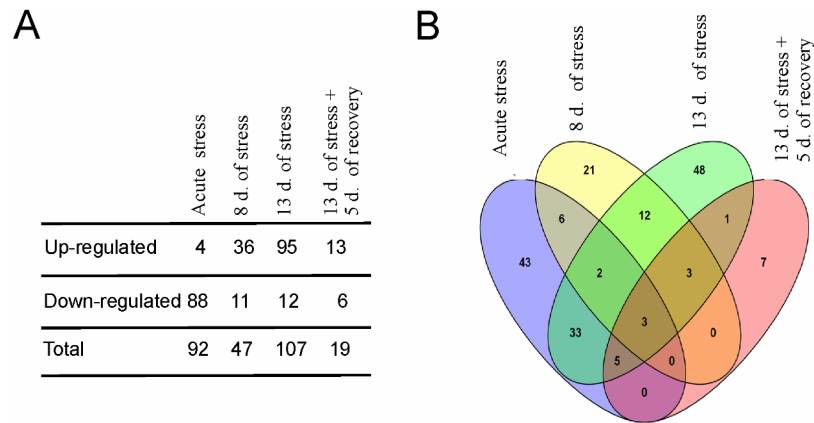 A
Acute stress
8 d. of stress
13 d. of stress
13 d. of stress +
5 d. of recovery
Up-regulated 4 36 95 13
Down-regulated 88 11 12 6
Total 92 47 107 19
B
Acute stress
8 d. of stress
13 d. of stress
13 d. of stress +
5 d. of recovery
21 48
6 12 1
43 2 3 7
33 3 0
5 0
0